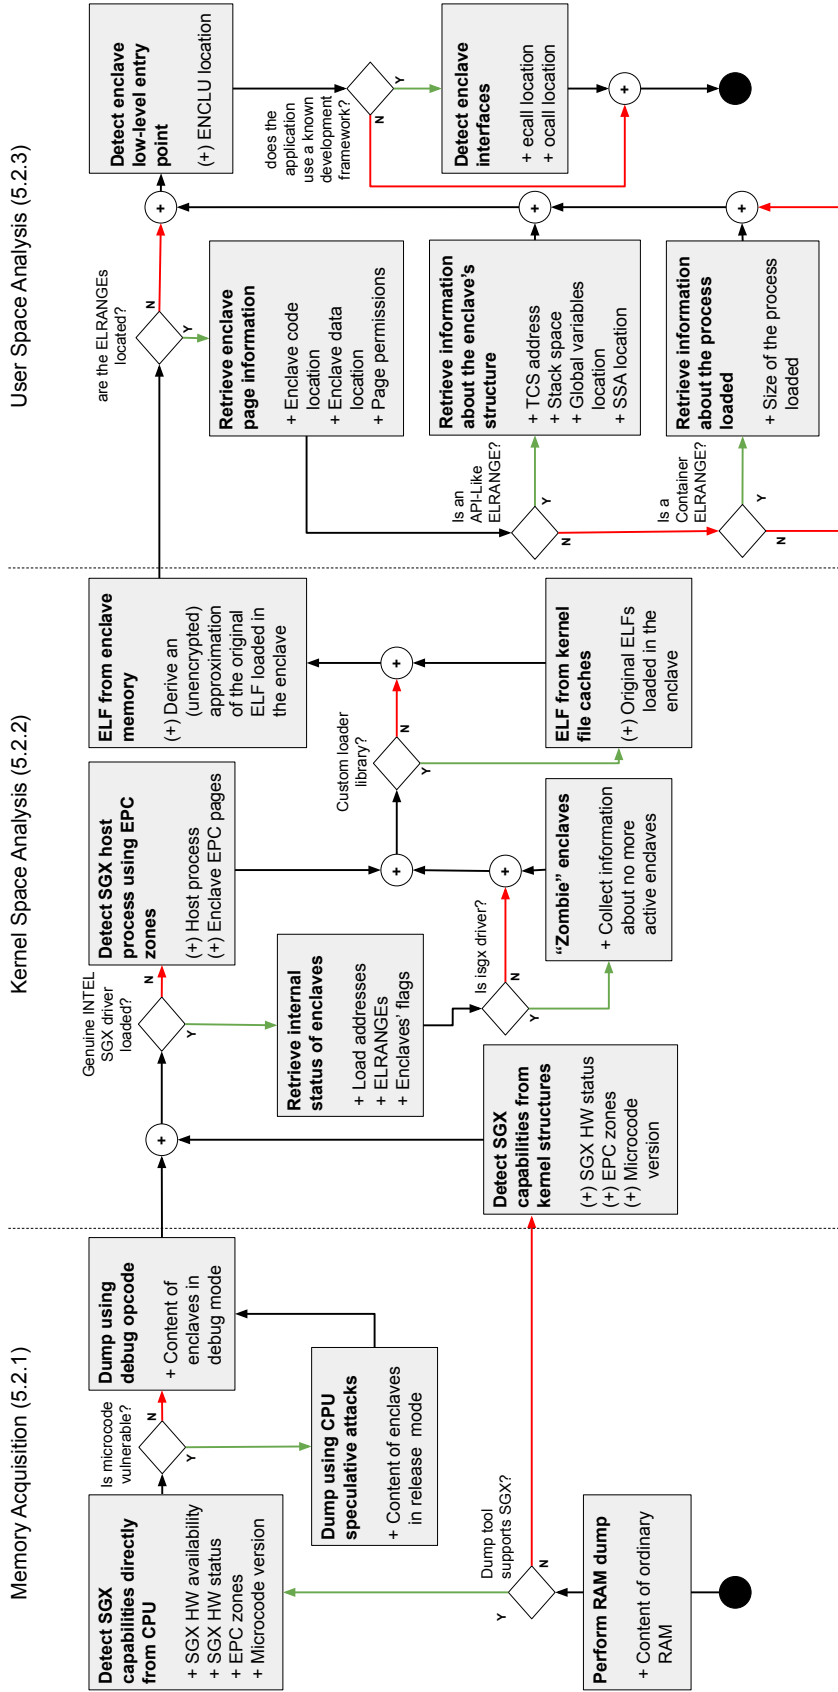 Memory Acquisition (5.2.1)
Detect SGX
capabilities directly
from CPU
+ SGX HW availability
+ SGX HW status
+ EPC zones
+ Microcode version
Is microcode
vulnerable?
N
Y
Dump using
debug opcode
+ Content of
enclaves in
debug mode
Dump using CPU
speculative attacks
+ Content of enclaves
in release mode
Dump tool
supports SGX?
Y
N
Perform RAM dump
+ Content of ordinary
RAM
Kernel Space Analysis (5.2.2)
+
Genuine INTEL
SGX driver
loaded?
N
Y
Detect SGX host
process using EPC
zones
(+) Host process
(+) Enclave EPC pages
Retrieve internal
status of enclaves
+ Load addresses
+ ELRANGEs
+ Enclaves' flags
Detect SGX
capabilities from
kernel structures
(+) SGX HW status
(+) EPC zones
(+) Microcode
version
Is isgx driver?
N
Y
+
+
“Zombie” enclaves
+ Collect information
about no more
active enclaves
Custom loader
library?
N
Y
+
ELF from enclave
memory
(+) Derive an
(unencrypted)
approximation
of the original
ELF loaded in
the enclave
ELF from kernel
file caches
(+) Original ELFs
loaded in the
enclave
User Space Analysis (5.2.3)
are the ELRANGEs
located?
N
Y
+
Retrieve enclave
page information
+ Enclave code
location
+ Enclave data
location
+ Page permissions
Is an
API-Like
ELRANGE?
Y
N
Retrieve information
about the enclave's
structure
+ TCS address
+ Stack space
+ Global variables
location
+ SSA location
+
Is a
Container
ELRANGE?
Y
N
Retrieve information
about the process
loaded
+ Size of the process
loaded
+
Detect enclave
low-level entry
point
(+) ENCLU location
does the
application
use a known
development
framework?
Y
N
Detect enclave
interfaces
+ ecall location
+ ocall location
+